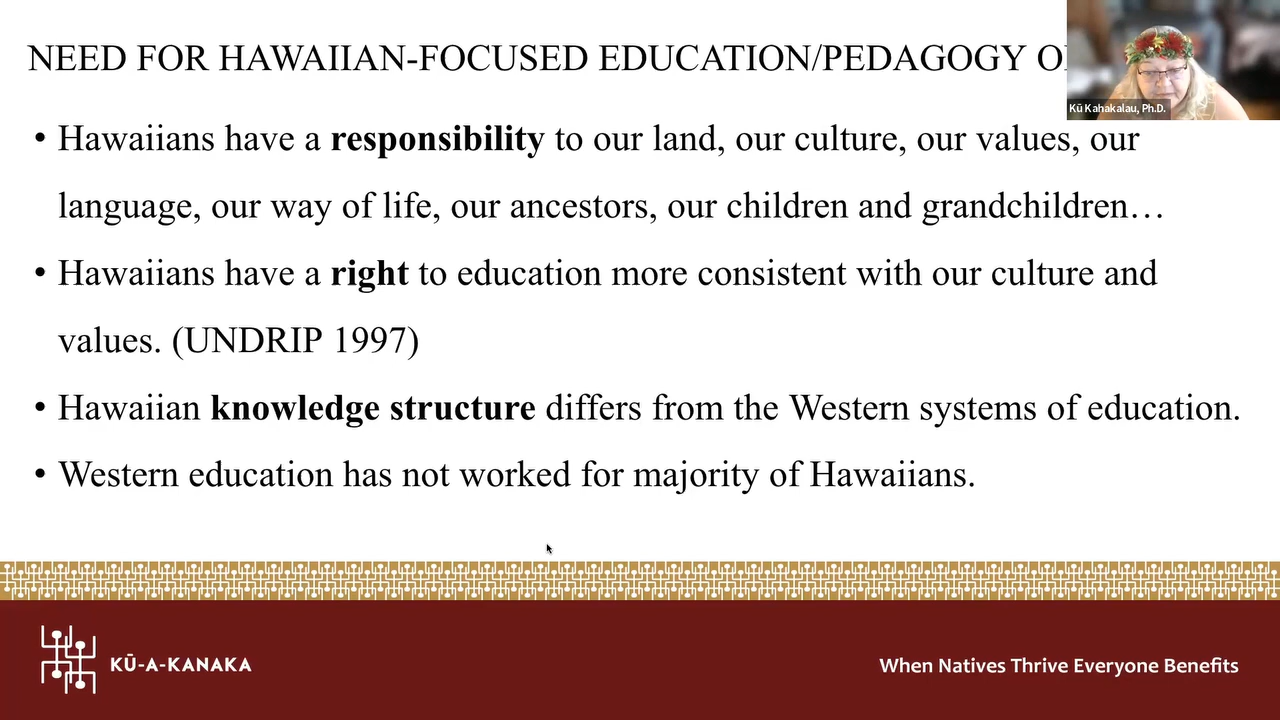 NEED FOR HAWAIIAN-FOCUSED EDUCATION/PEDAGOGY
Kū Kahakalau, Ph.D.
• Hawaiians have a responsibility to our land, our culture, our values, our
language, our way of life, our ancestors, our children and grandchildren…
• Hawaiians have a right to education more consistent with our culture and
values. (UNDRIP 1997)
• Hawaiian knowledge structure differs from the Western systems of education.
• Western education has not worked for majority of Hawaiians.
KŪ-A-KANAKA
When Natives Thrive Everyone Benefits